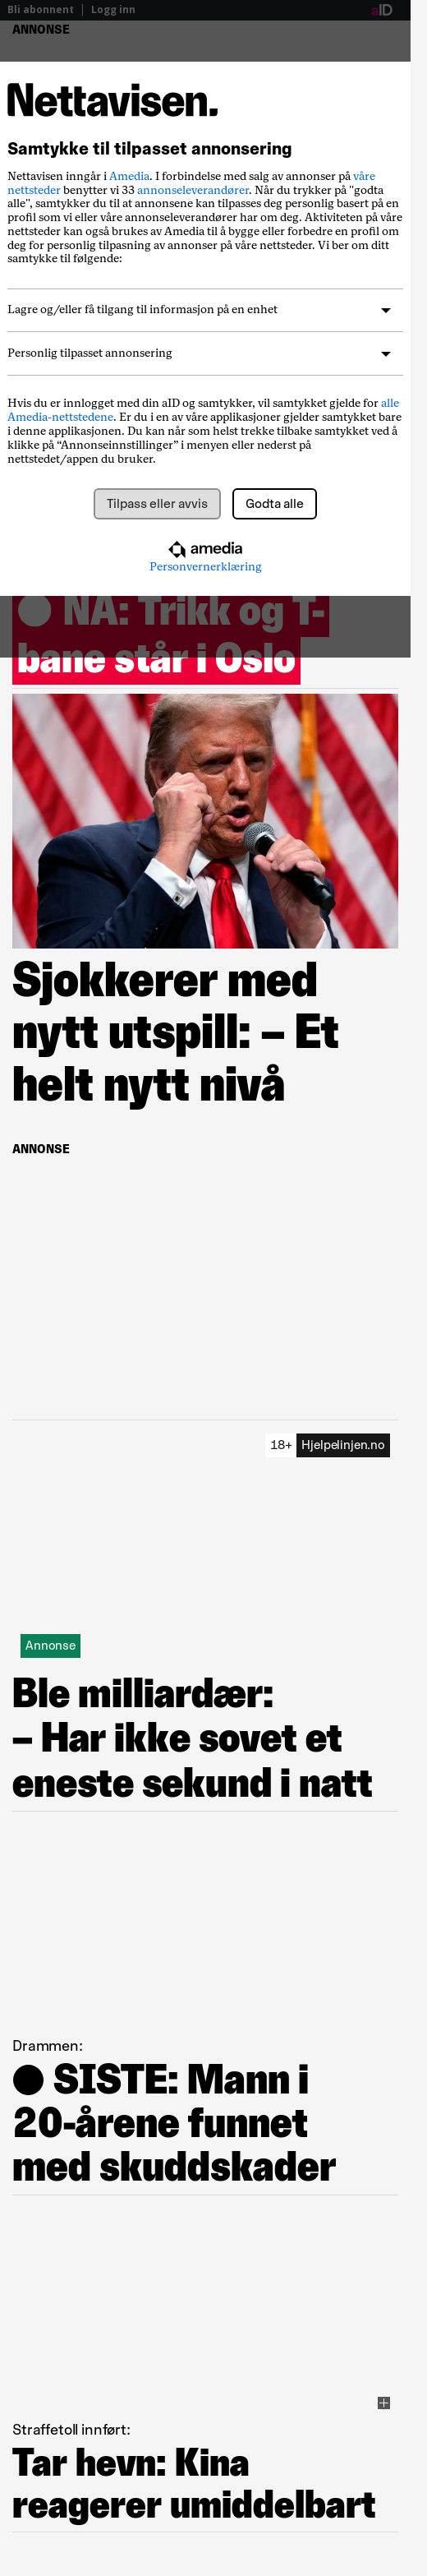 Bli abonnent | Logg inn
aID
ANNONSE
Nettavisen.
Samtykke til tilpasset annonsering
Nettavisen inngår i Amedia. I forbindelse med salg av annonser på våre
nettsteder benytter vi 33 annonseleverandører. Når du trykker på "godta
alle", samtykker du til at annonsene kan tilpasses deg personlig basert på en
profil som vi eller våre annonseleverandører har om deg. Aktiviteten på våre
nettsteder kan også brukes av Amedia til å bygge eller forbedre en profil om
deg for personlig tilpasning av annonser på våre nettsteder. Vi ber om ditt
samtykke til følgende:
Lagre og/eller få tilgang til informasjon på en enhet
Personlig tilpasset annonsering
Hvis du er innlogget med din aID og samtykker, vil samtykket gjelde for alle
Amedia-nettstedene. Er du i en av våre applikasjoner gjelder samtykket bare
i denne applikasjonen. Du kan når som helst trekke tilbake samtykket ved å
klikke på “Annonseinnstillinger” i menyen eller nederst på
nettstedet/appen du bruker.
Tilpass eller avvis
Godta alle
amedia
Personvernerklæring
● NÅ: Trikk og T-
bane står i Oslo
Sjokkerer med
nytt utspill: – Et
helt nytt nivå
ANNONSE
18+ Hjelpelinjen.no
Annonse
Ble milliardær:
– Har ikke sovet et
eneste sekund i natt
Drammen:
● SISTE: Mann i
20-årene funnet
med skuddskader
Straffetoll innført:
Tar hevn: Kina
reagerer umiddelbart